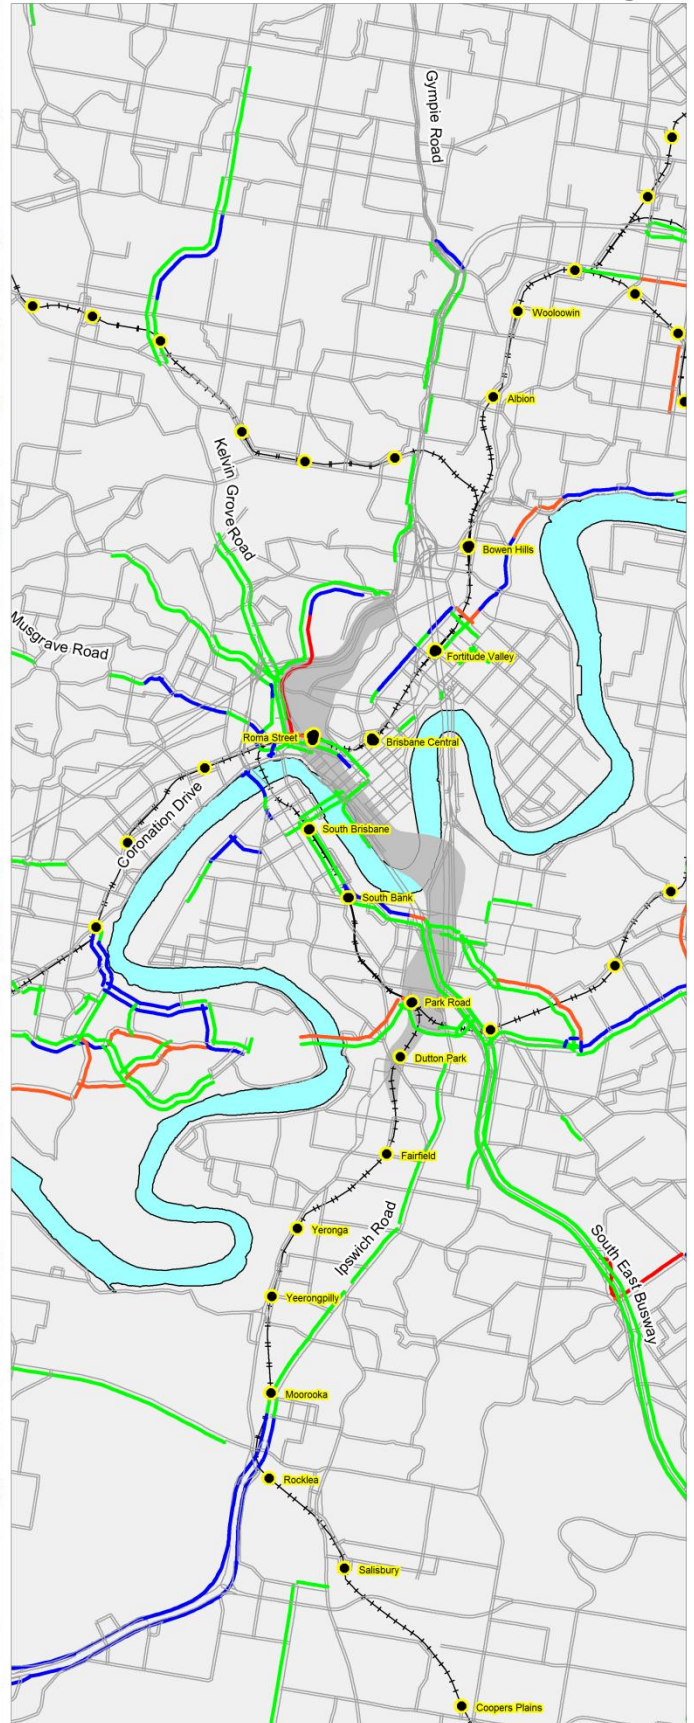 Gympie Road
Wooloowin
Albion
Kelvin
Grove Road
Bowen Hills
Musgrave Road
Fortitude Valley
Roma Street
Brisbane Central
Coronation Drive
South Brisbane
South Bank
Park Road
Dutton Park
Fairfield
Ipswich Road
Yeronga
South East Busway
Yeerongpilly
Moorooka
Rocklea
Salisbury
Coopers Plains